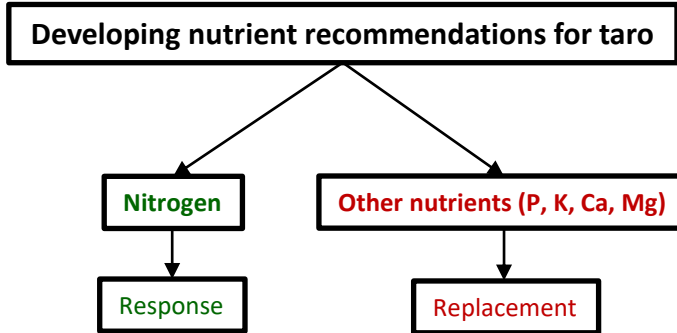 Developing nutrient recommendations for taro
Nitrogen
Other nutrients (P, K, Ca, Mg)
Response
Replacement